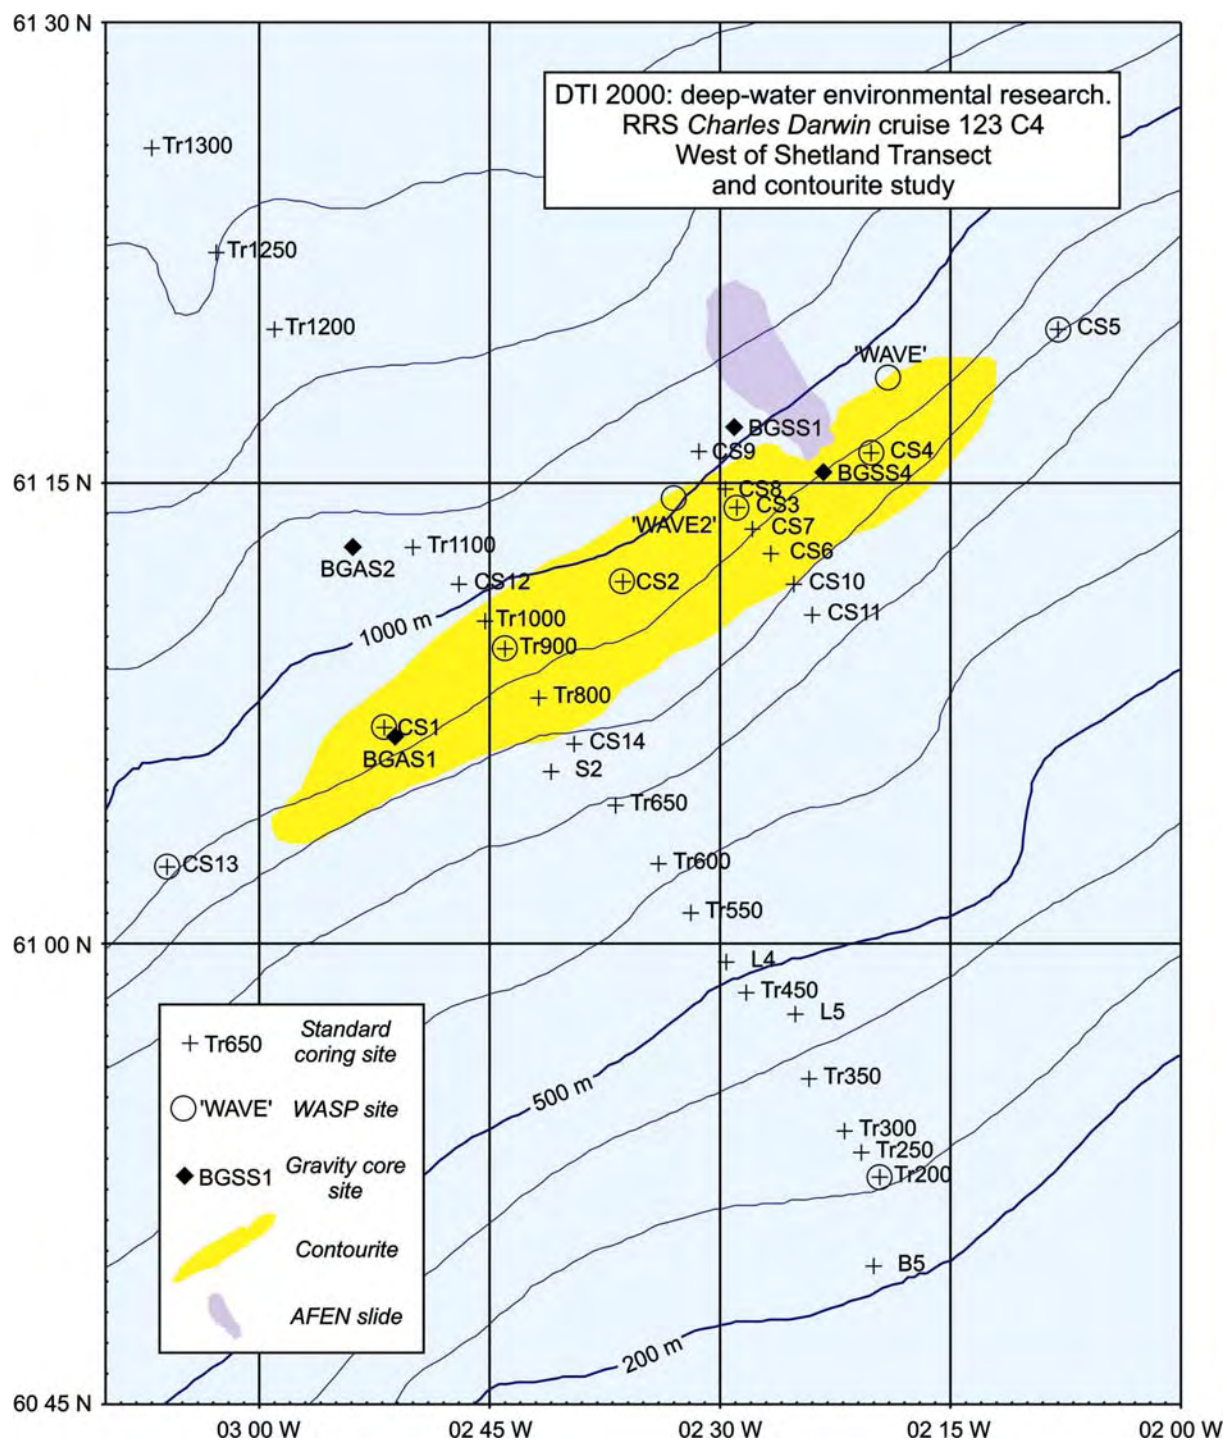 61 30 N
DTI 2000: deep-water environmental research.
RRS Charles Darwin cruise 123 C4
West of Shetland Transect
and contourite study
Tr1300
Tr1250
Tr1200
CS5
'WAVE'
BGSS1
CS9
CS4
BGSS4
61 15 N
CS8
CS3
'WAVE2'
CS7
Tr1100
BGAS2
CS6
CS12
CS2
CS10
CS11
Tr1000
1000 m
Tr900
Tr800
CS1
CS14
BGAS1
S2
Tr650
CS13
Tr600
Tr550
61 00 N
L4
Tr450
L5
Tr650
Standard
coring site
Tr350
500 m
'WAVE'
WASP site
Tr300
Tr250
BGSS1
Gravity core
site
Tr200
Contourite
B5
AFEN slide
200 m
60 45 N
03 00 W
02 45 W
02 30 W
02 15 W
02 00 W